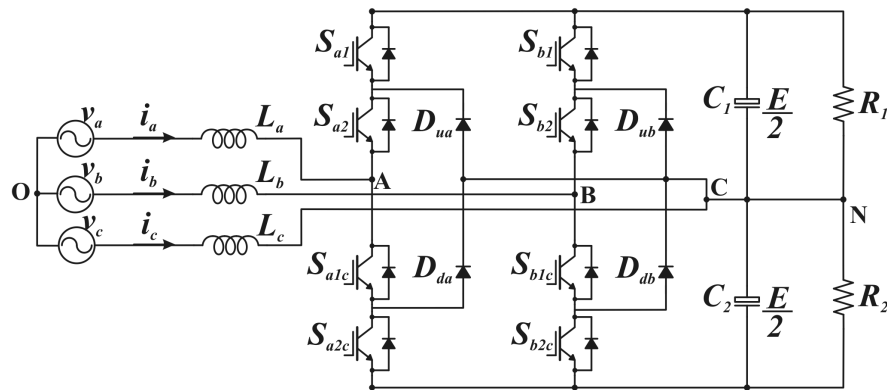 S_a1
S_b1
S_a2
S_b2
D_ua
D_ub
C_1
E/2
R_1
v_a
i_a
L_a
O
v_b
i_b
L_b
A
B
C
N
v_c
i_c
L_c
S_a1c
D_da
S_b1c
D_db
S_a2c
S_b2c
C_2
E/2
R_2